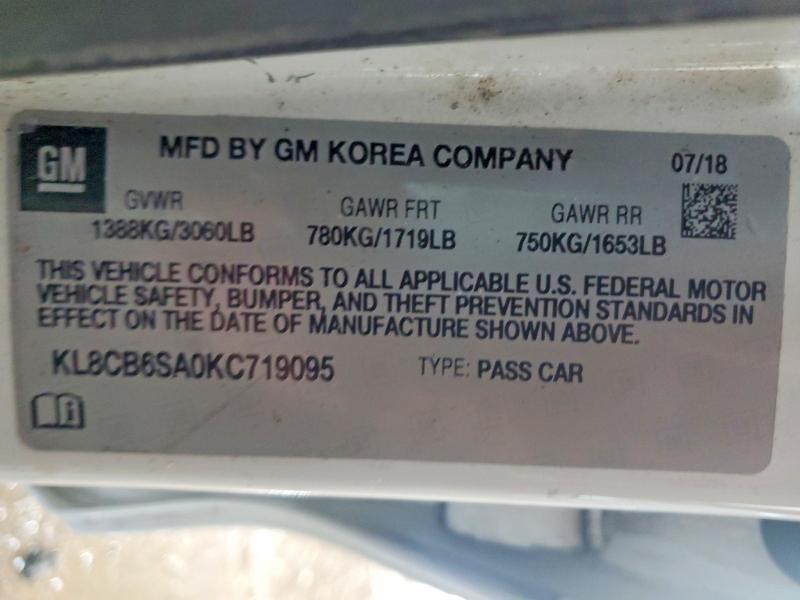 GM
MFD BY GM KOREA COMPANY
07/18
GVWR
GAWR FRT
GAWR RR
1388KG/3060LB
780KG/1719LB
750KG/1653LB
THIS VEHICLE CONFORMS TO ALL APPLICABLE U.S. FEDERAL MOTOR
VEHICLE SAFETY, BUMPER, AND THEFT PREVENTION STANDARDS IN
EFFECT ON THE DATE OF MANUFACTURE SHOWN ABOVE.
KL8CB6SA0KC719095
TYPE: PASS CAR